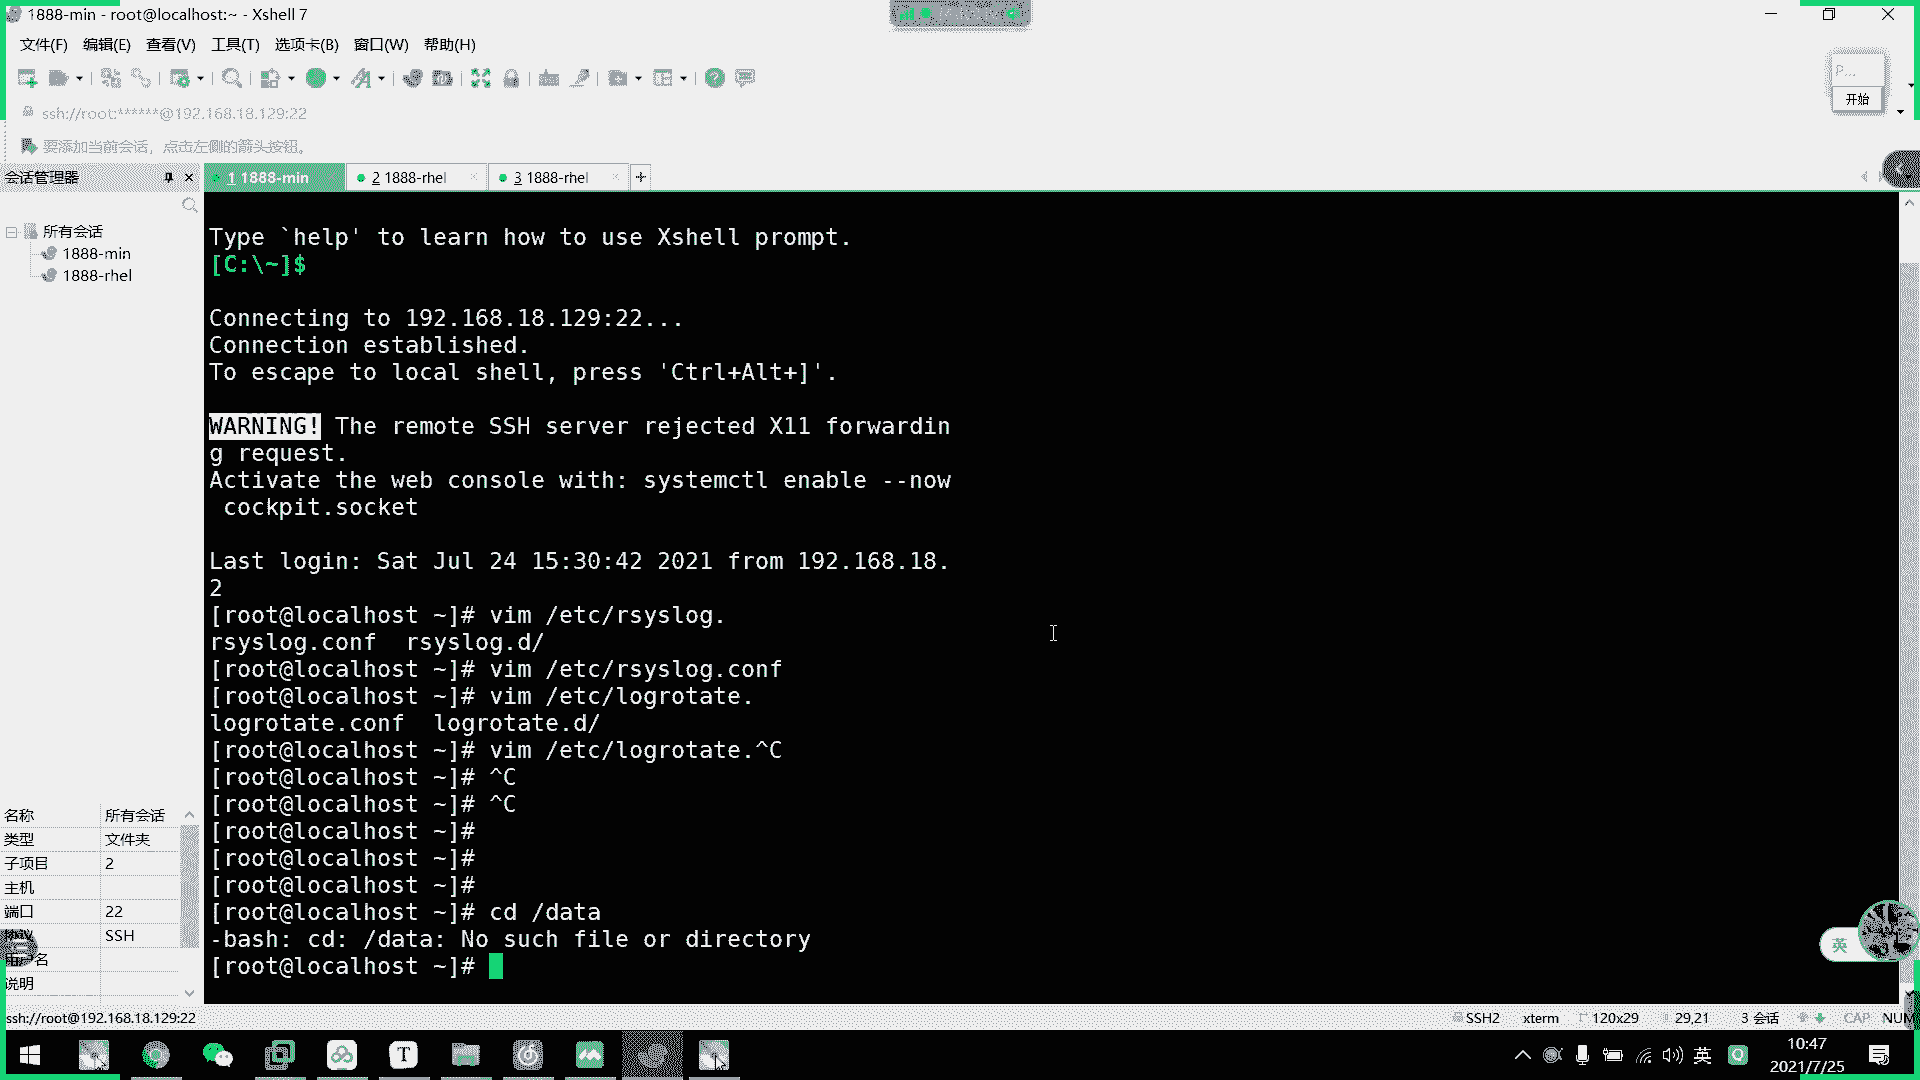 1888-min - root@localhost:~ - Xshell 7
文件(F) 编辑(E) 查看(V) 工具(T) 选项卡(B) 窗口(W) 帮助(H)
P...
开始
ssh://root:******@192.168.18.129:22
要添加当前会话，点击左侧的箭头按钮。
会话管理器
1 1888-min
2 1888-rhel
3 1888-rhel
所有会话
1888-min
1888-rhel
Type `help' to learn how to use Xshell prompt.
[C:\~]$
Connecting to 192.168.18.129:22...
Connection established.
To escape to local shell, press 'Ctrl+Alt+]'.
WARNING! The remote SSH server rejected X11 forwardin
g request.
Activate the web console with: systemctl enable --now
 cockpit.socket
Last login: Sat Jul 24 15:30:42 2021 from 192.168.18.
2
[root@localhost ~]# vim /etc/rsyslog.
rsyslog.conf  rsyslog.d/
[root@localhost ~]# vim /etc/rsyslog.conf
[root@localhost ~]# vim /etc/logrotate.
logrotate.conf  logrotate.d/
[root@localhost ~]# vim /etc/logrotate.^C
[root@localhost ~]# ^C
[root@localhost ~]# ^C
[root@localhost ~]#
[root@localhost ~]#
[root@localhost ~]#
[root@localhost ~]# cd /data
-bash: cd: /data: No such file or directory
[root@localhost ~]#
名称 所有会话
类型 文件夹
子项目 2
主机
端口 22
协议 SSH
用户名
说明
英
ssh://root@192.168.18.129:22
SSH2 xterm 120x29 29,21 3 会话 CAP NUM
T
英
10:47
2021/7/25